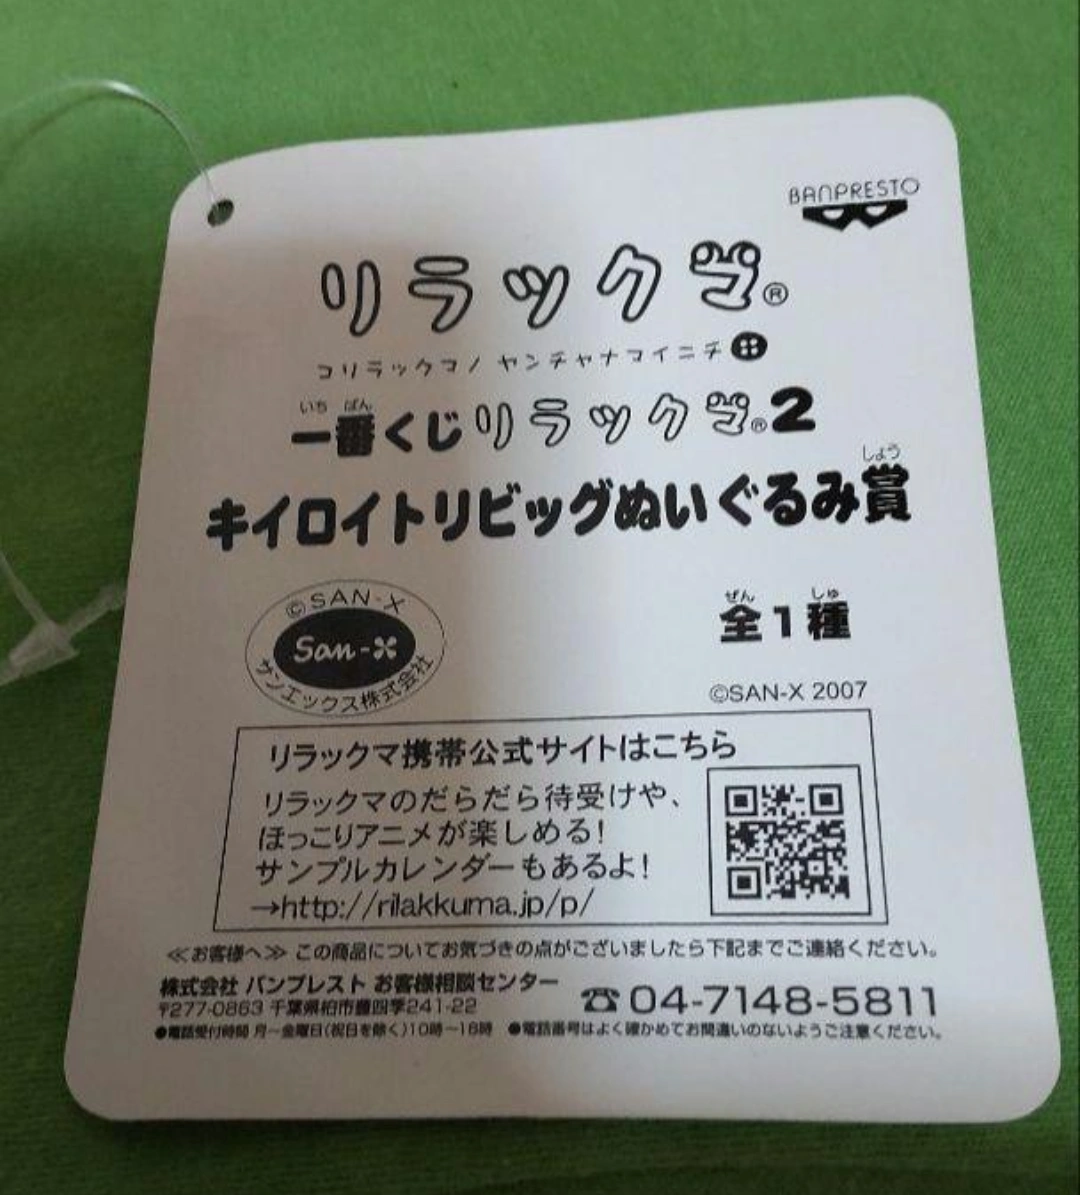 BANPRESTO
リラックマ®
コリラックマノ ヤンチャナマイニチ
いち ばん
一番くじリラックマ®2
しょう
キイロイトリビッグぬいぐるみ賞
©SAN-X
San-X
サンエックス株式会社
ぜん しゅ
全1種
©SAN-X 2007
リラックマ携帯公式サイトはこちら
リラックマのだらだら待受けや、
ほっこりアニメが楽しめる!
サンプルカレンダーもあるよ!
→http://rilakkuma.jp/p/
≪お客様へ≫ この商品についてお気づきの点がございましたら下記までご連絡ください。
株式会社 バンプレスト お客様相談センター
〒277-0863 千葉県柏市豊四季241-22
☎04-7148-5811
●電話受付時間 月～金曜日(祝日を除く)10時～16時 ●電話番号はよく確かめてお間違いのないようご注意ください。